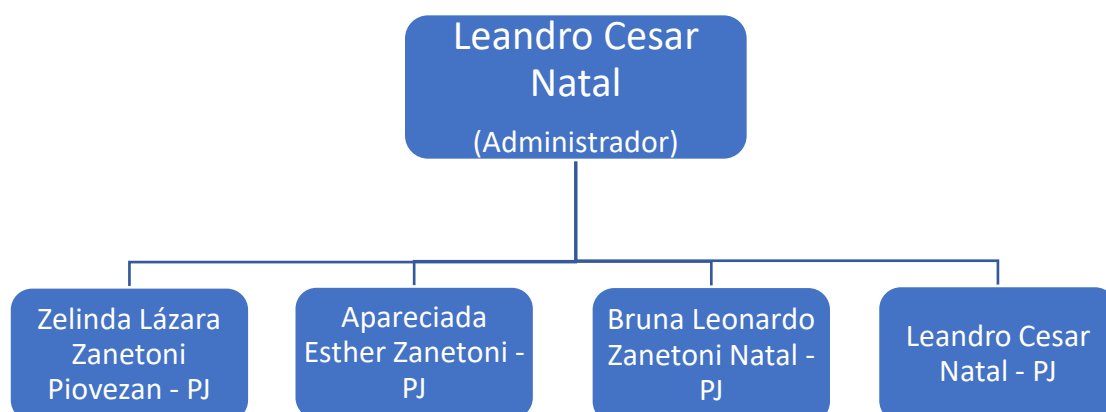 Leandro Cesar
Natal
(Administrador)
Zelinda Lázara
Zanetoni
Piovezan - PJ
Apareciada
Esther Zanetoni -
PJ
Bruna Leonardo
Zanetoni Natal -
PJ
Leandro Cesar
Natal - PJ